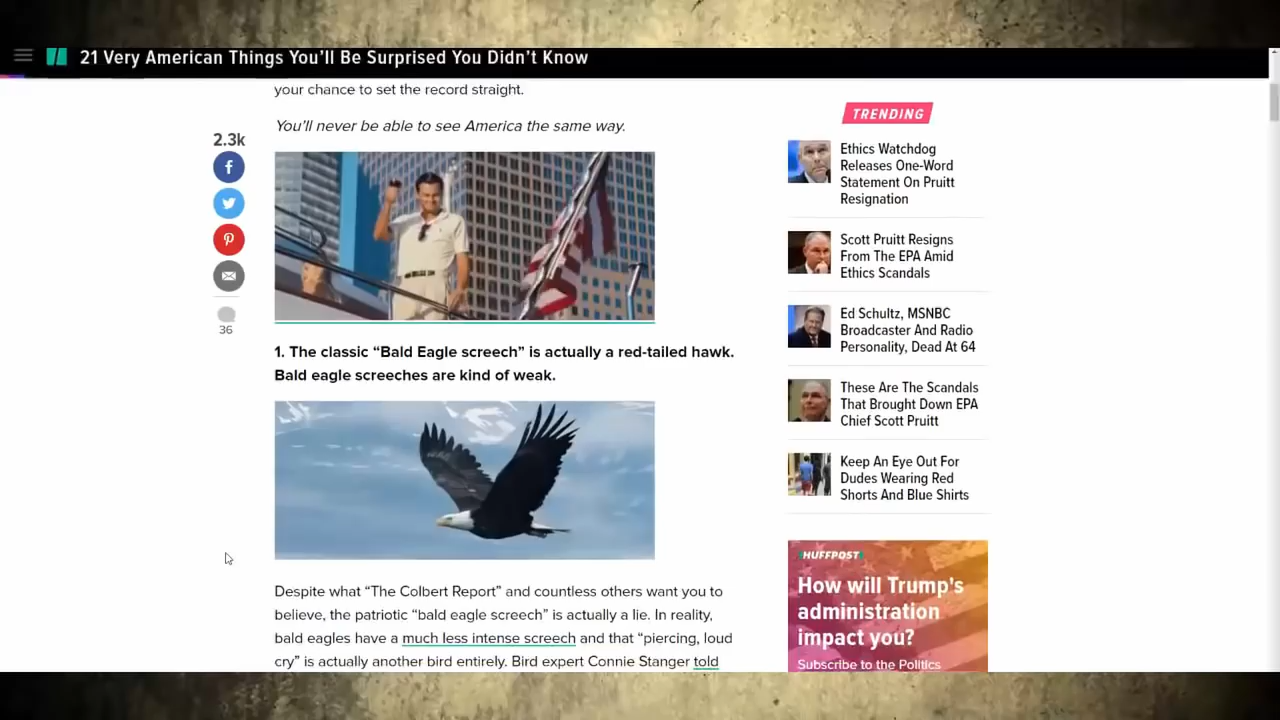 21 Very American Things You’ll Be Surprised You Didn’t Know
your chance to set the record straight.
You’ll never be able to see America the same way.
2.3k
36
1. The classic “Bald Eagle screech” is actually a red-tailed hawk.
Bald eagle screeches are kind of weak.
Despite what “The Colbert Report” and countless others want you to
believe, the patriotic “bald eagle screech” is actually a lie. In reality,
bald eagles have a much less intense screech and that “piercing, loud
cry” is actually another bird entirely. Bird expert Connie Stanger told
TRENDING
Ethics Watchdog
Releases One-Word
Statement On Pruitt
Resignation
Scott Pruitt Resigns
From The EPA Amid
Ethics Scandals
Ed Schultz, MSNBC
Broadcaster And Radio
Personality, Dead At 64
These Are The Scandals
That Brought Down EPA
Chief Scott Pruitt
Keep An Eye Out For
Dudes Wearing Red
Shorts And Blue Shirts
HUFFPOST
How will Trump's
administration
impact you?
Subscribe to the Politics